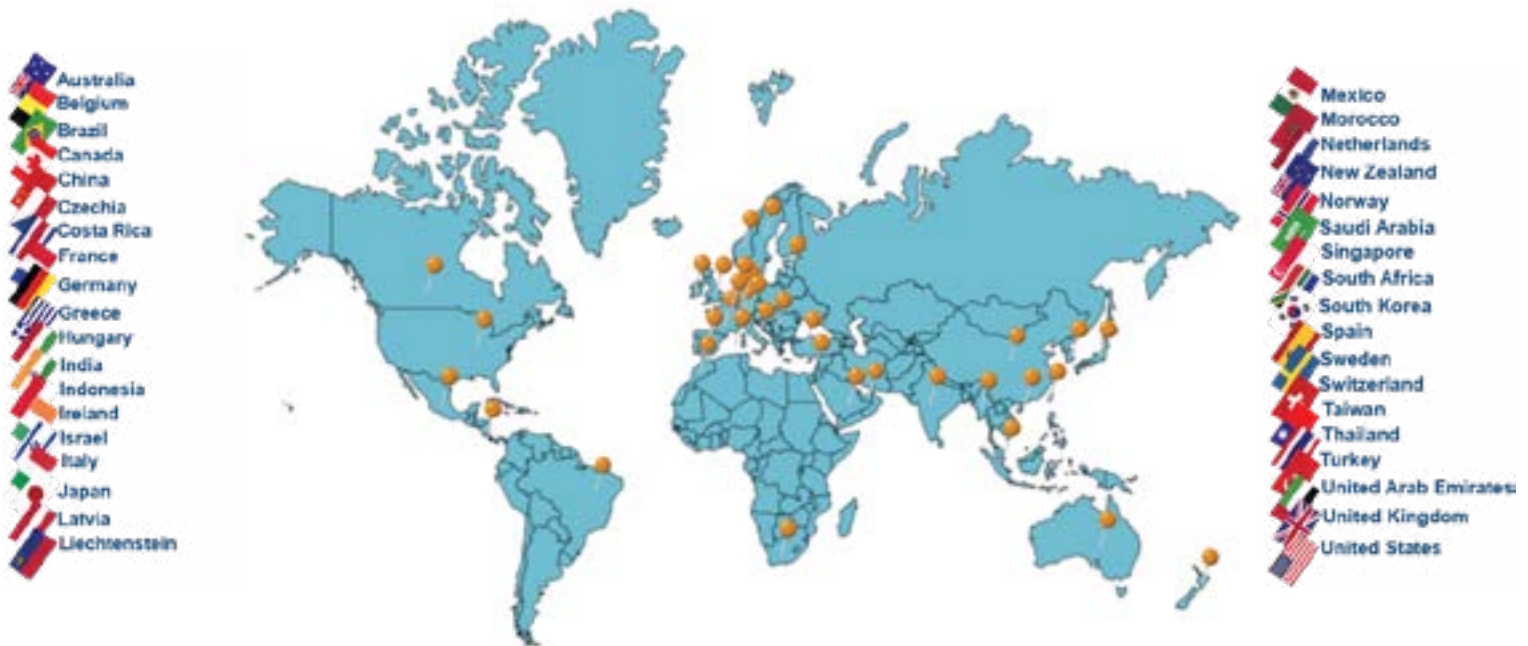 Australia
Belgium
Brazil
Canada
China
Czechia
Costa Rica
France
Germany
Greece
Hungary
India
Indonesia
Ireland
Israel
Italy
Japan
Latvia
Liechtenstein
Mexico
Morocco
Netherlands
New Zealand
Norway
Saudi Arabia
Singapore
South Africa
South Korea
Spain
Sweden
Switzerland
Taiwan
Thailand
Turkey
United Arab Emirates
United Kingdom
United States